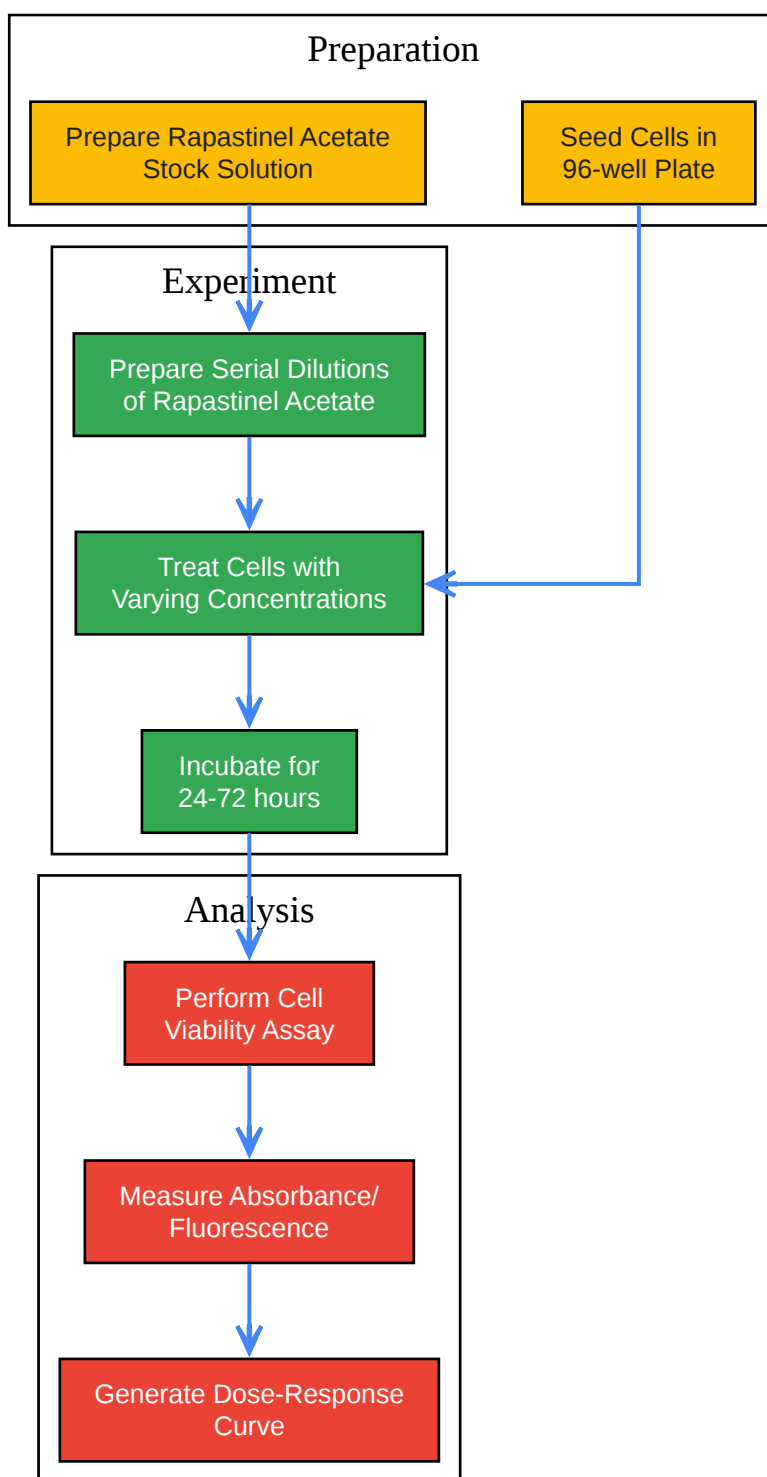 Preparation
Prepare Rapastinel Acetate
Stock Solution
Seed Cells in
96-well Plate
Experiment
Prepare Serial Dilutions
of Rapastinel Acetate
Treat Cells with
Varying Concentrations
Incubate for
24-72 hours
Analysis
Perform Cell
Viability Assay
Measure Absorbance/
Fluorescence
Generate Dose-Response
Curve